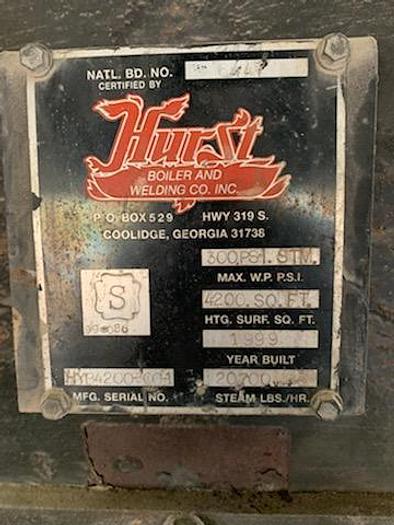 NATL. BD. NO.
CERTIFIED BY
Hurst
BOILER AND
WELDING CO. INC.
P.O. BOX 529 HWY 319 S.
COOLIDGE, GEORGIA 31738
300 PSI. STM.
MAX. W.P. P.S.I.
S
4200 SQ. FT.
HTG. SURF. SQ. FT.
1999
YEAR BUILT
MFG. SERIAL NO. STEAM LBS./HR.